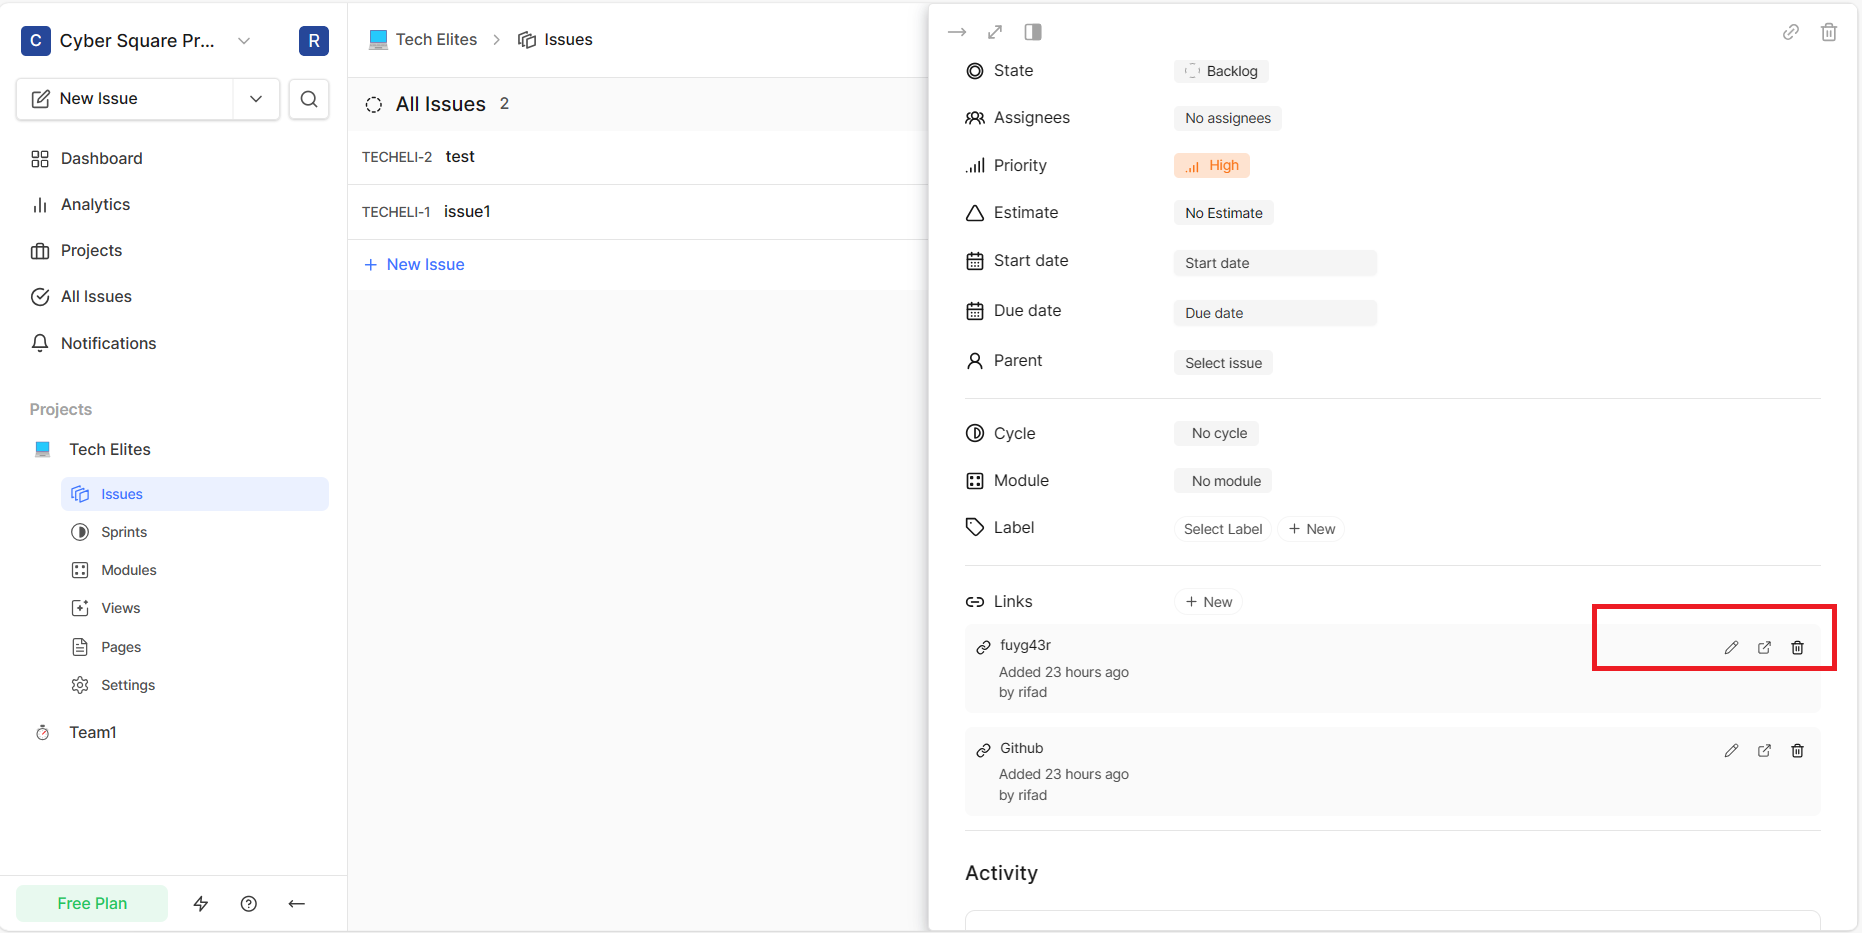 C Cyber Square Pr... R
New Issue
Dashboard
Analytics
Projects
All Issues
Notifications
Projects
Tech Elites
Issues
Sprints
Modules
Views
Pages
Settings
Team1
Free Plan
Tech Elites > Issues
All Issues 2
TECHELI-2 test
TECHELI-1 issue1
+ New Issue
State Backlog
Assignees No assignees
Priority High
Estimate No Estimate
Start date Start date
Due date Due date
Parent Select issue
Cycle No cycle
Module No module
Label Select Label + New
Links + New
fuyg43r
Added 23 hours ago
by rifad
Github
Added 23 hours ago
by rifad
Activity